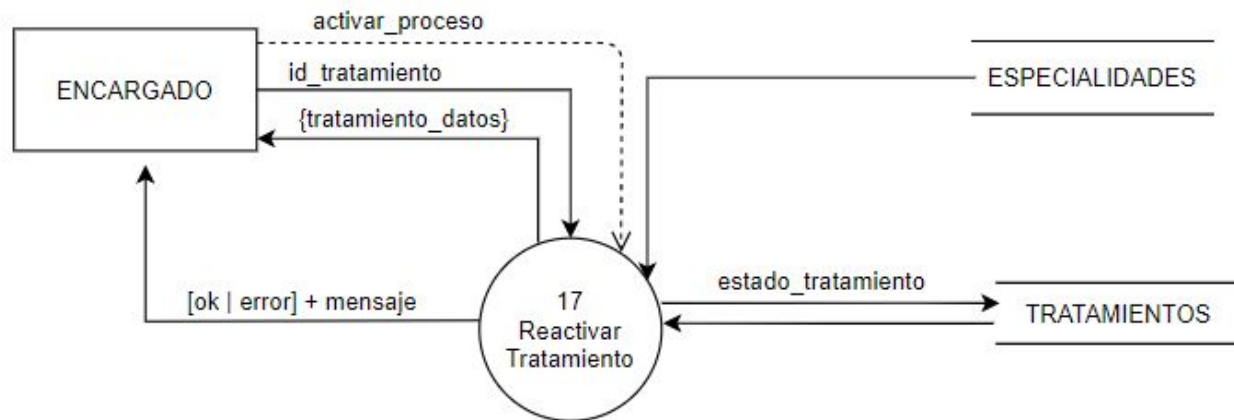 activar_proceso
ENCARGADO
id_tratamiento
{tratamiento_datos}
ESPECIALIDADES
[ok | error] + mensaje
17
Reactivar
Tratamiento
estado_tratamiento
TRATAMIENTOS